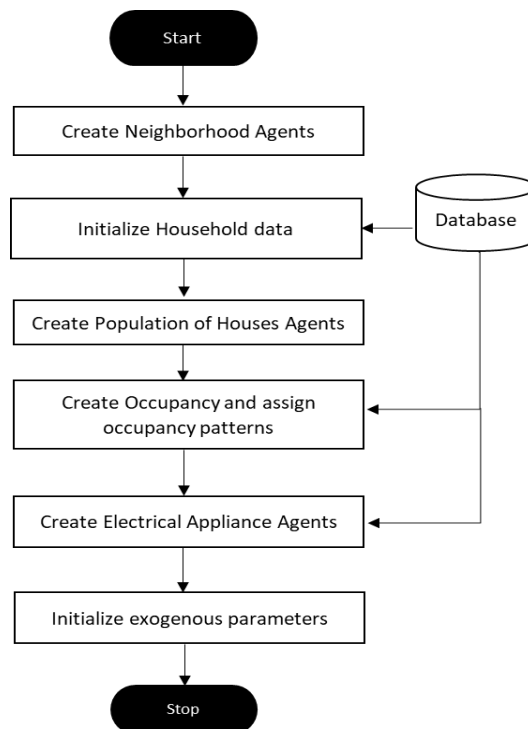 Start
Create Neighborhood Agents
Initialize Household data
Database
Create Population of Houses Agents
Create Occupancy and assign
occupancy patterns
Create Electrical Appliance Agents
Initialize exogenous parameters
Stop